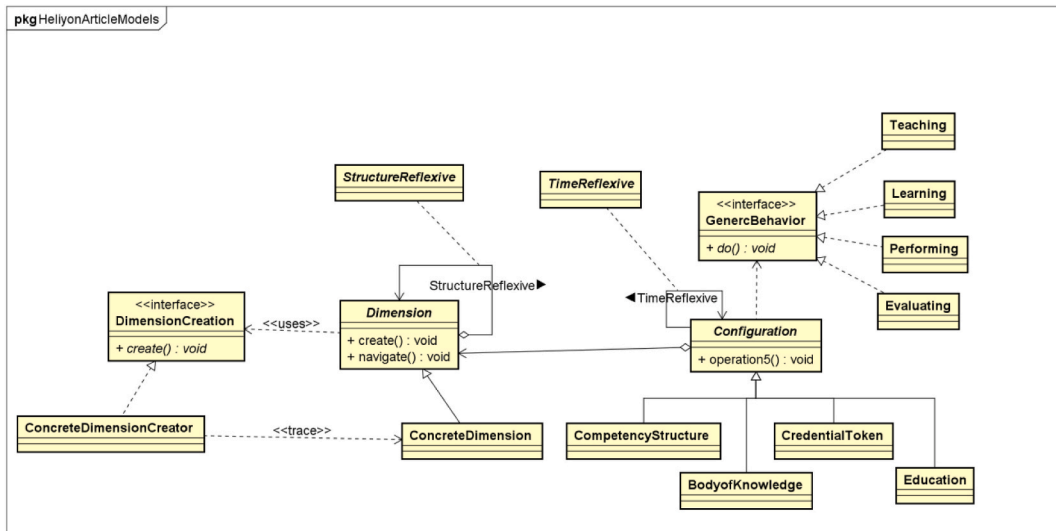 pkg HeliyonArticleModels
Teaching
StructureReflexive
TimeReflexive
<<interface>>
GenercBehavior
+ do() : void
Learning
Performing
Evaluating
StructureReflexive▶
◀TimeReflexive
<<interface>>
DimensionCreation
+ create() : void
<<uses>>
Dimension
+ create() : void
+ navigate() : void
Configuration
+ operation5() : void
ConcreteDimensionCreator
<<trace>>
ConcreteDimension
CompetencyStructure
CredentialToken
BodyofKnowledge
Education